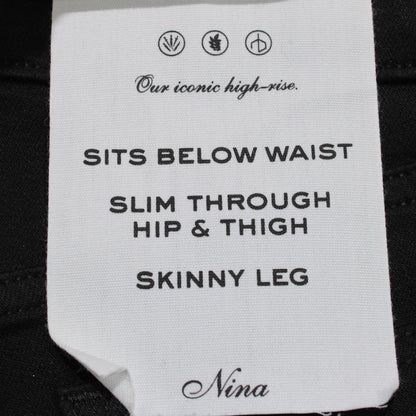 Our iconic high-rise.
SITS BELOW WAIST
SLIM THROUGH
HIP & THIGH
SKINNY LEG
Nina